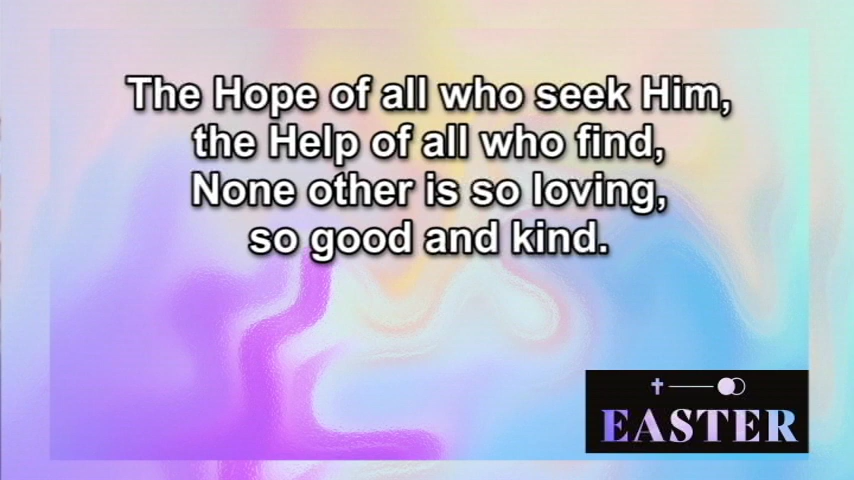 The Hope of all who seek Him,
the Help of all who find,
None other is so loving,
so good and kind.
EASTER